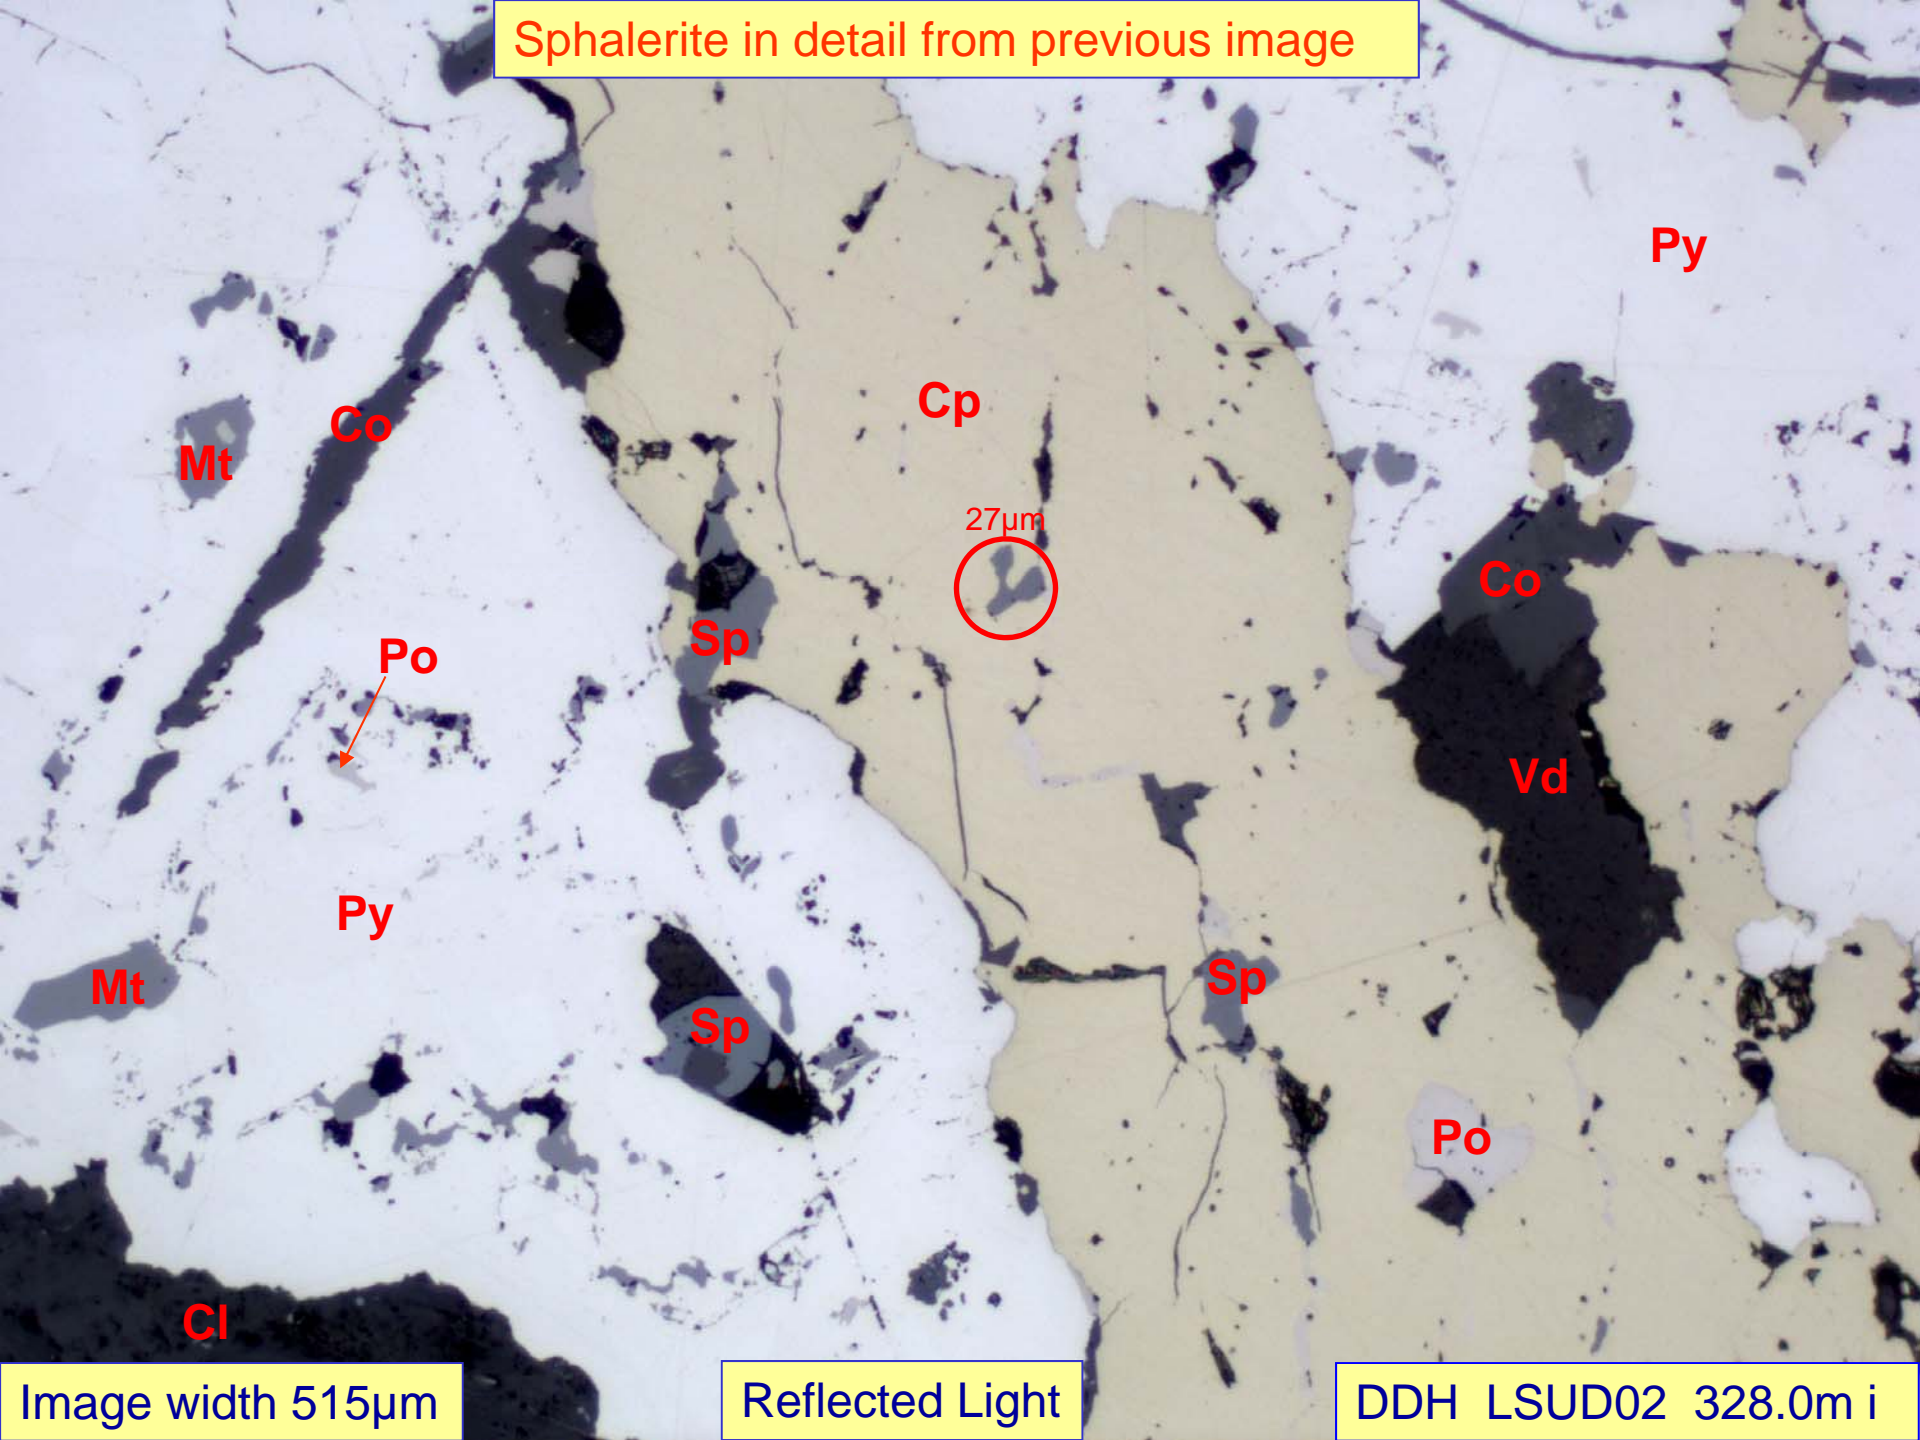 Sphalerite in detail from previous image
Py
Cp
Co
Mt
27µm
Co
Sp
Po
Vd
Py
Sp
Mt
Sp
Po
Cl
Image width 515µm
Reflected Light
DDH LSUD02 328.0m i